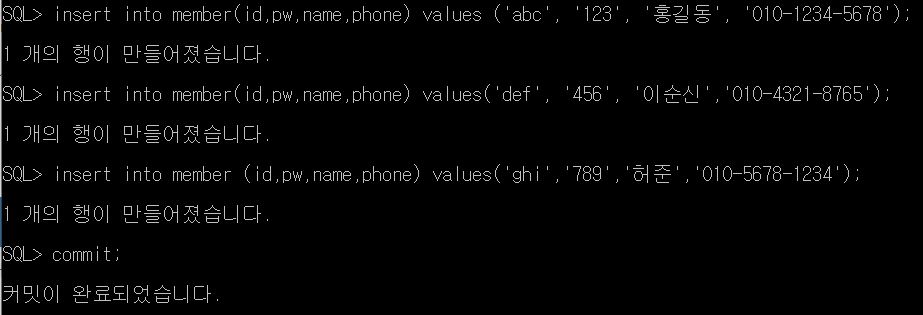 SQL> insert into member(id,pw,name,phone) values ('abc', '123', '홍길동', '010-1234-5678');
1 개의 행이 만들어졌습니다.
SQL> insert into member(id,pw,name,phone) values('def', '456', '이순신','010-4321-8765');
1 개의 행이 만들어졌습니다.
SQL> insert into member (id,pw,name,phone) values('ghi','789','허준','010-5678-1234');
1 개의 행이 만들어졌습니다.
SQL> commit;
커밋이 완료되었습니다.